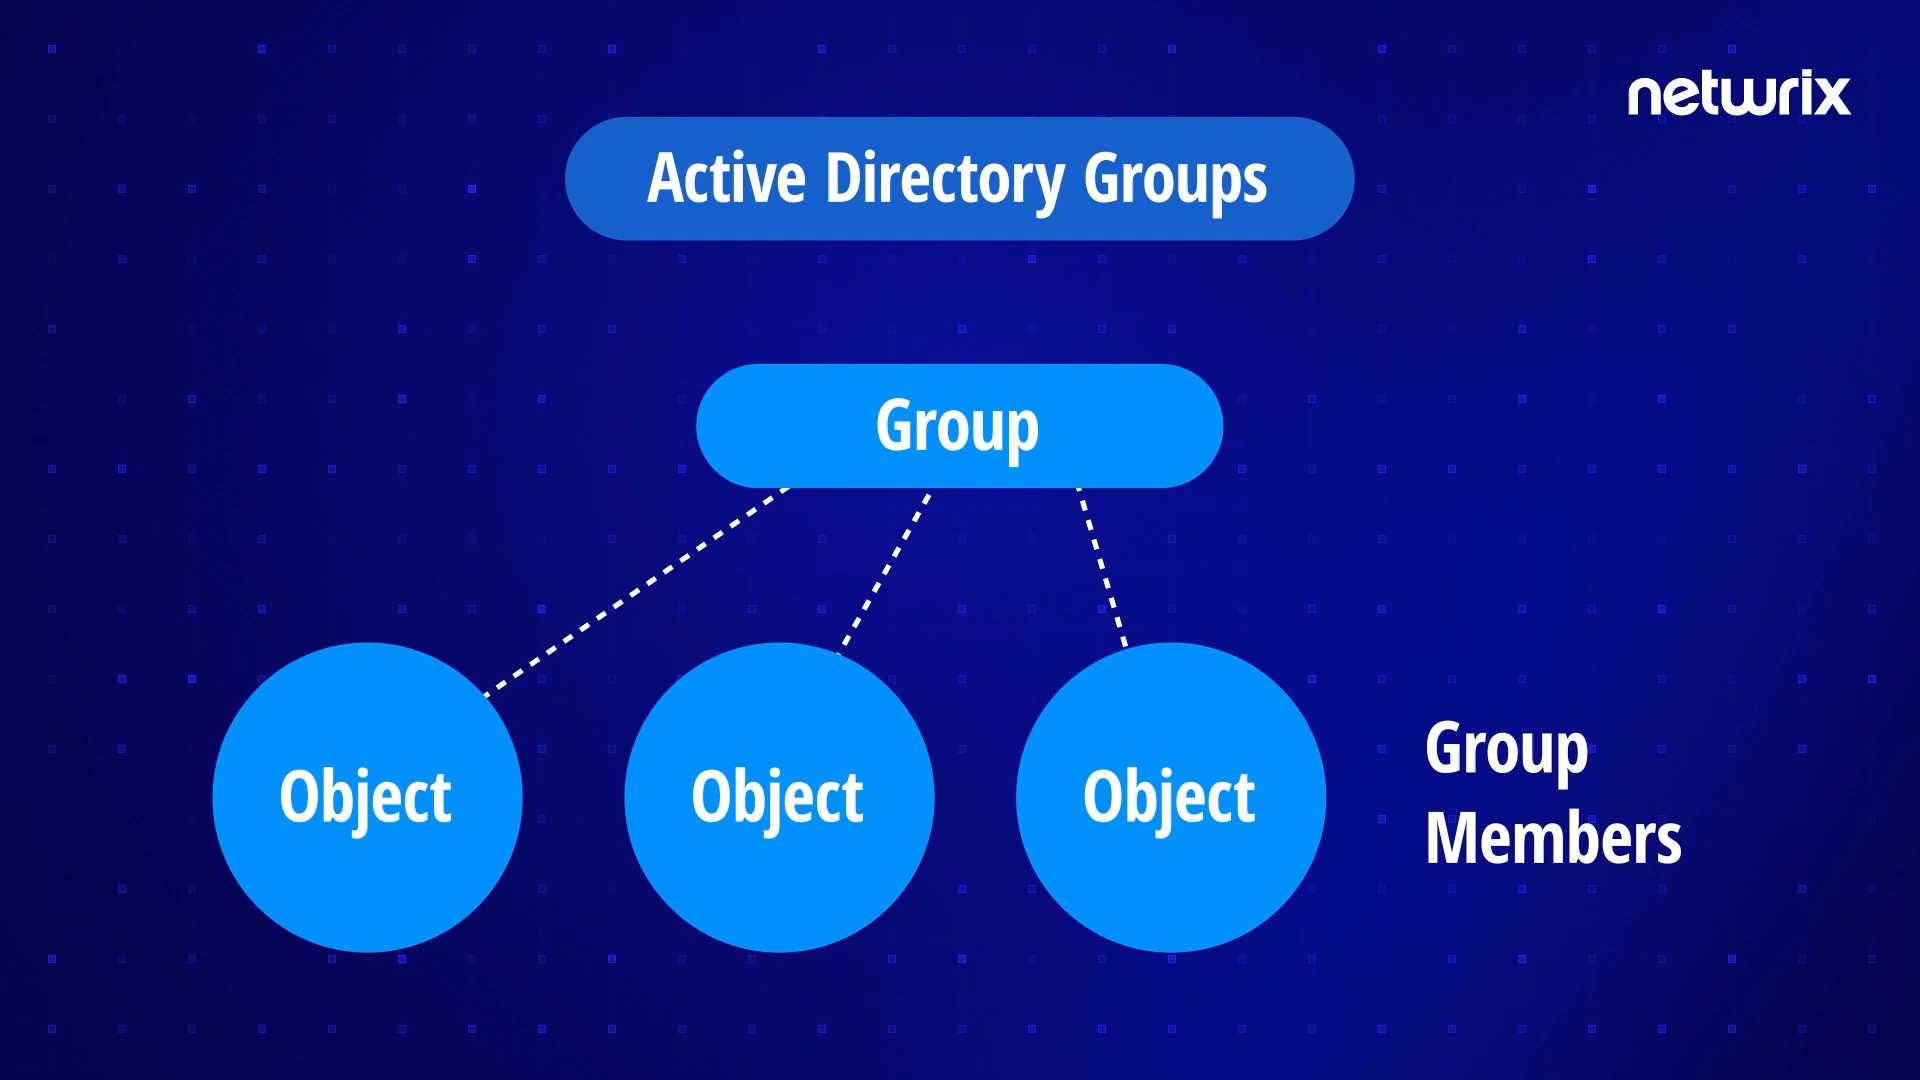 netwrix
Active Directory Groups
Group
Object
Object
Object
Group
Members